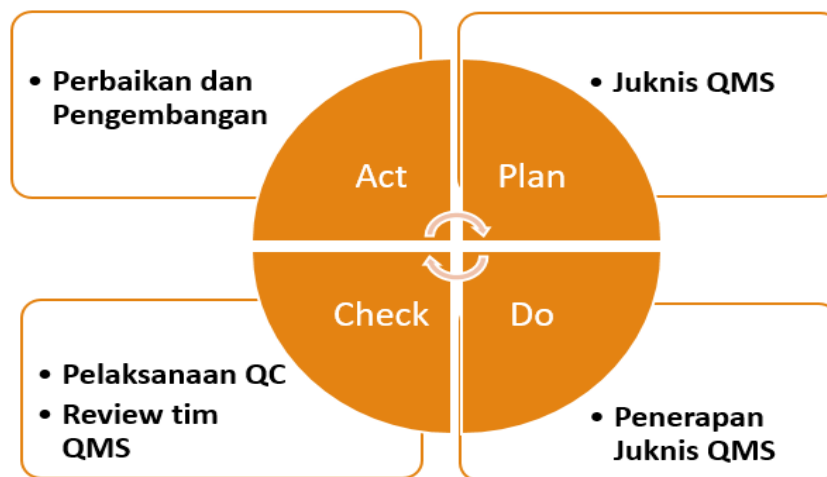 • Perbaikan dan
Pengembangan
• Juknis QMS
Act
Plan
Check
Do
• Pelaksanaan QC
• Review tim
QMS
• Penerapan
Juknis QMS